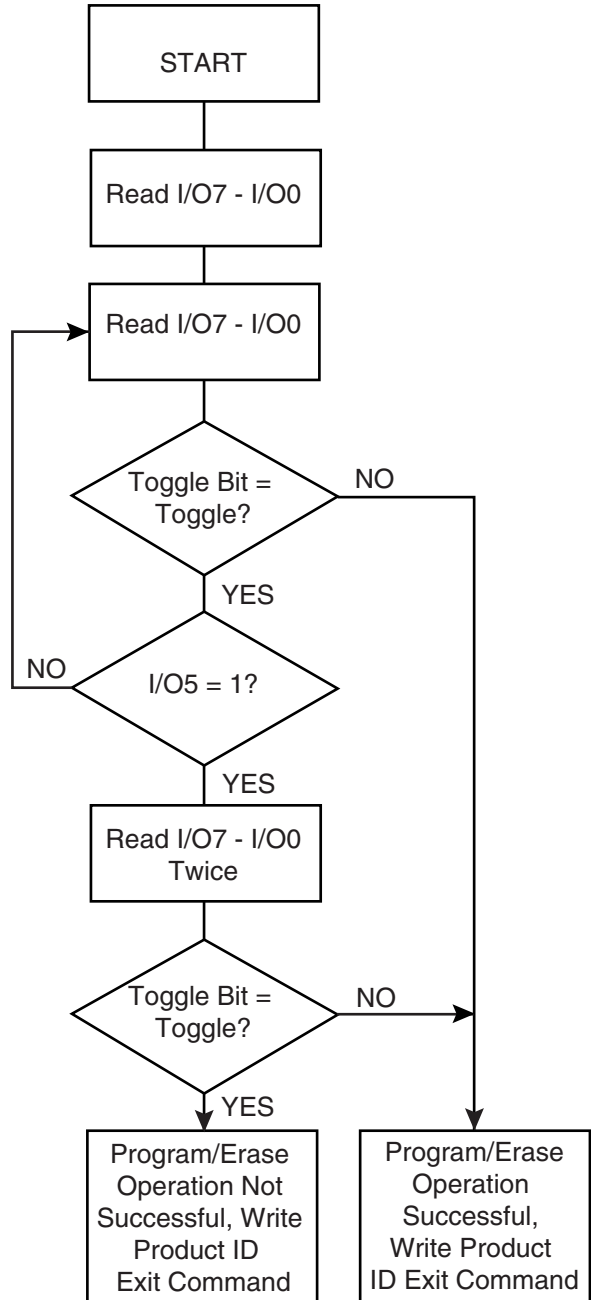 START
Read I/O7 - I/O0
Read I/O7 - I/O0
Toggle Bit =
Toggle?
NO
YES
NO
I/O5 = 1?
YES
Read I/O7 - I/O0
Twice
Toggle Bit =
Toggle?
NO
YES
Program/Erase
Operation Not
Successful, Write
Product ID
Exit Command
Program/Erase
Operation
Successful,
Write Product
ID Exit Command